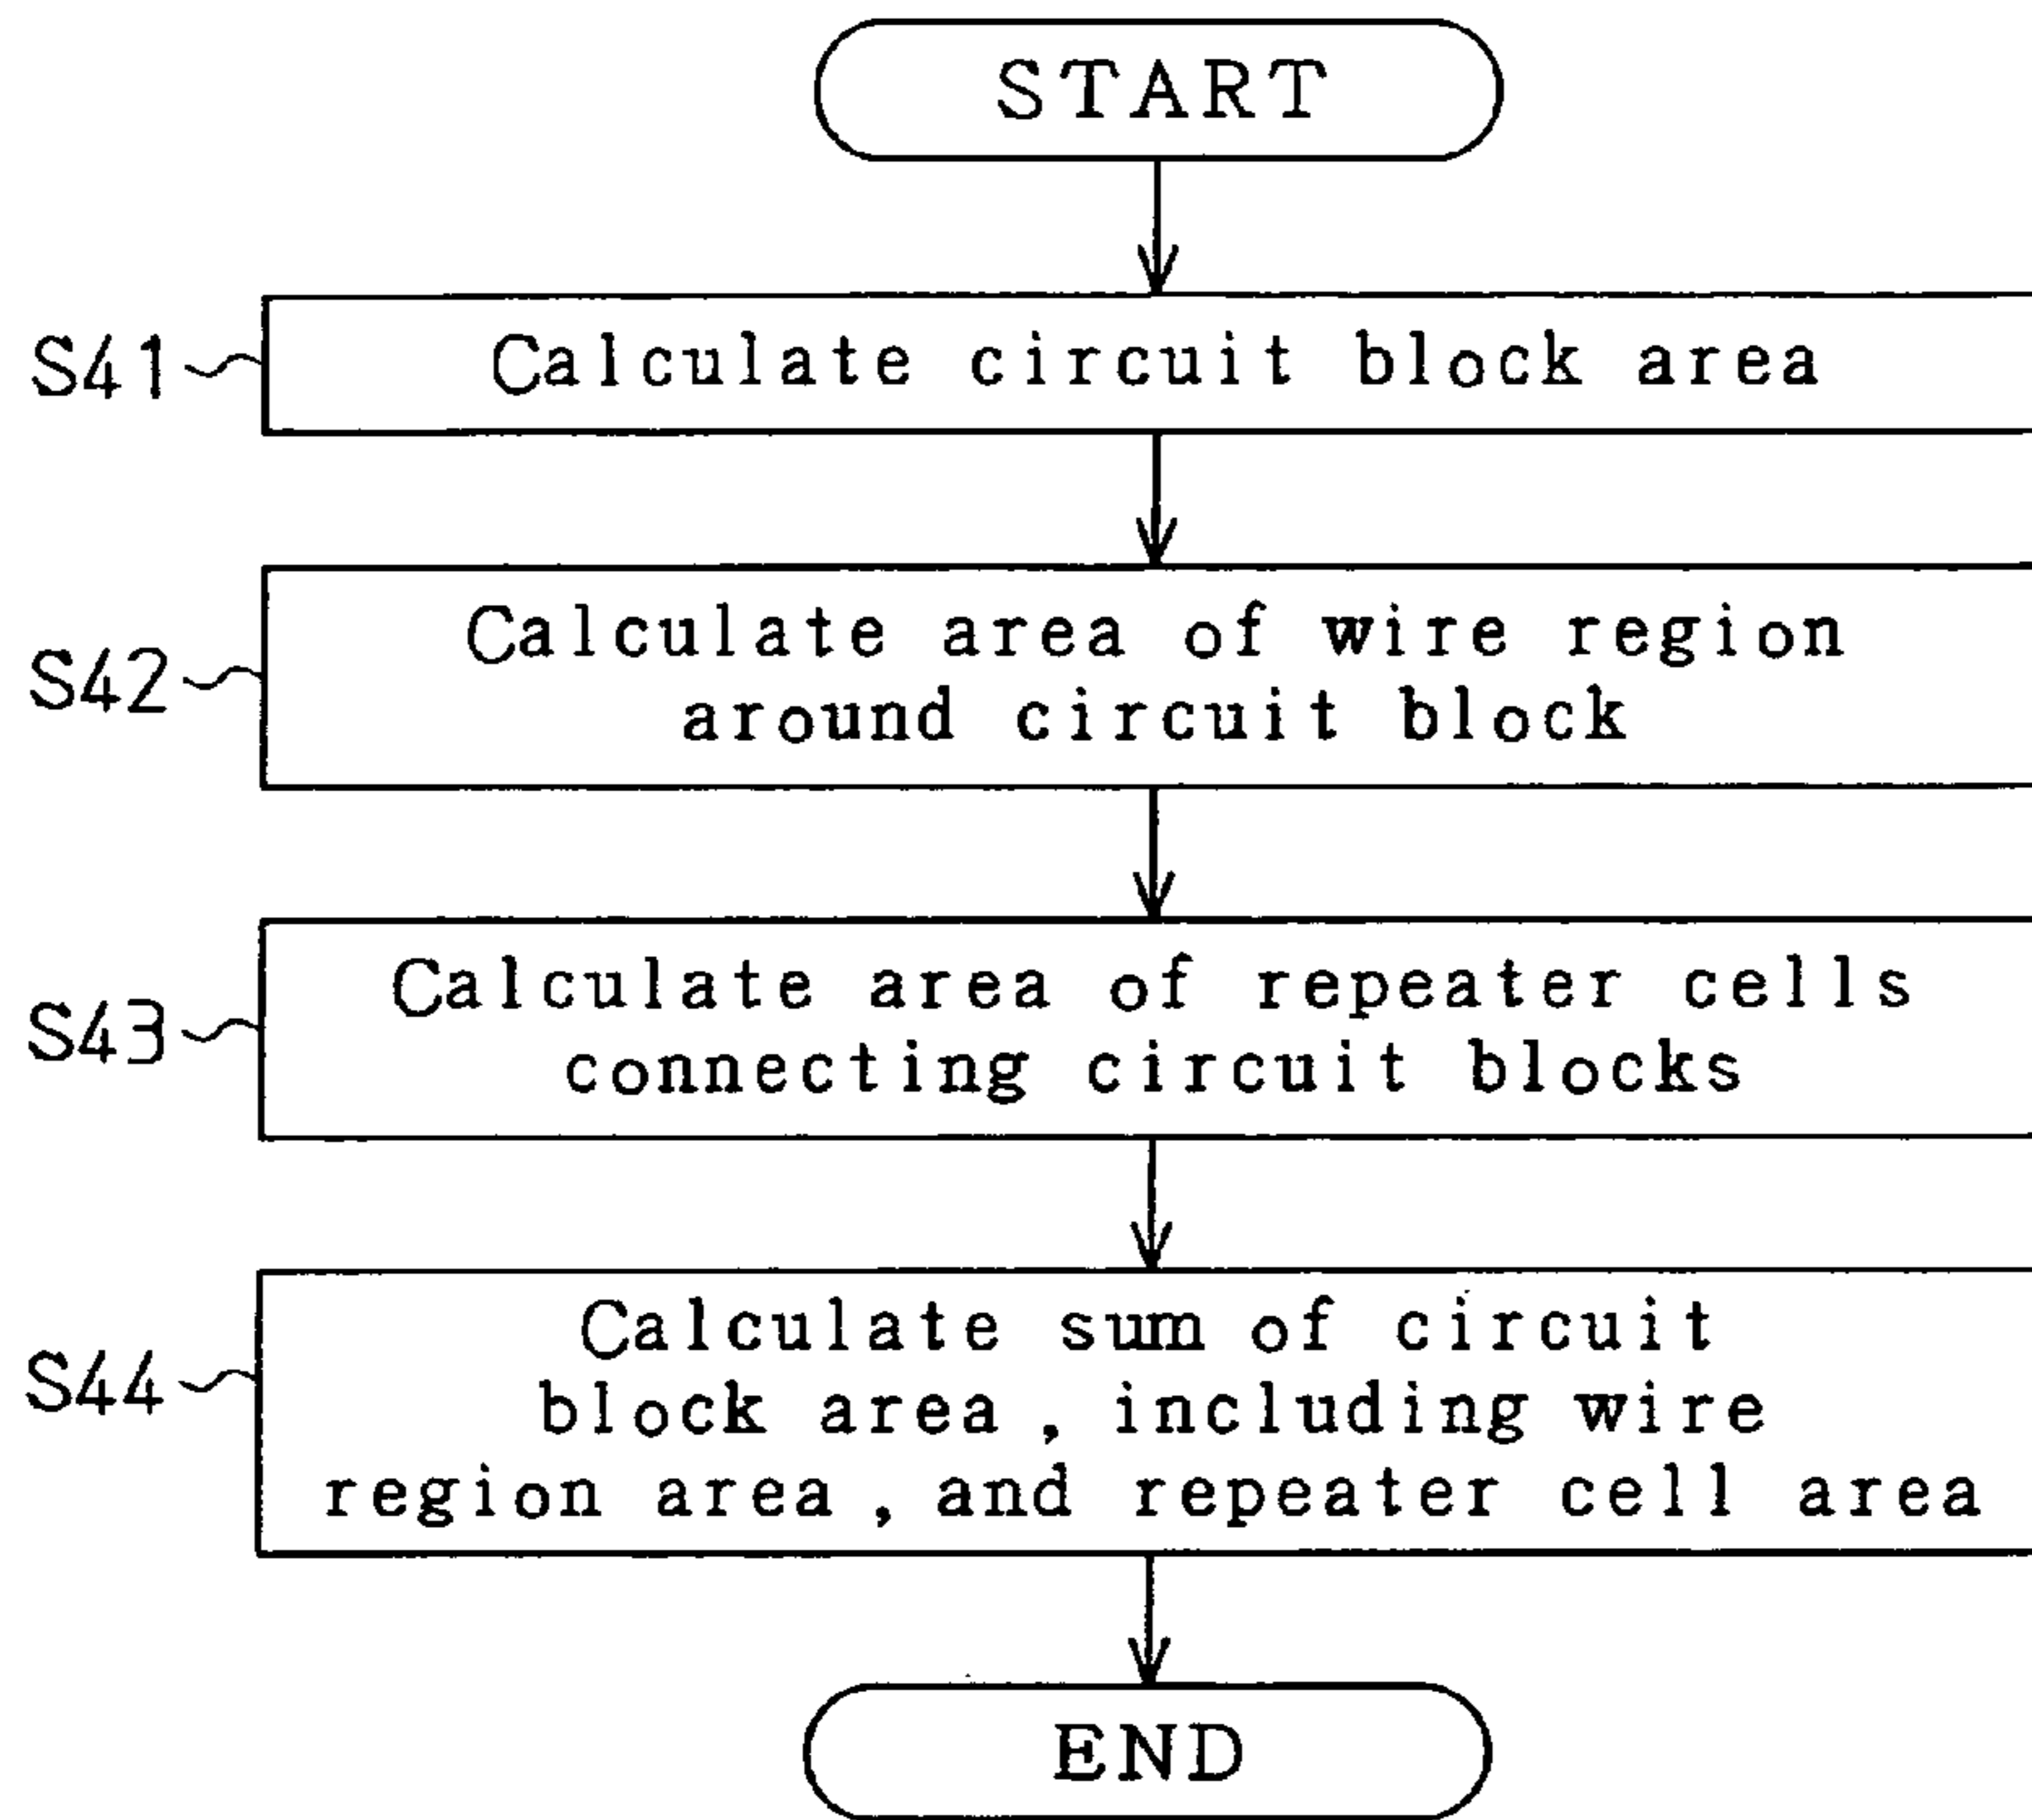 START
S41
Calculate circuit block area
S42
Calculate area of wire region
around circuit block
S43
Calculate area of repeater cells
connecting circuit blocks
S44
Calculate sum of circuit
block area, including wire
region area, and repeater cell area
END